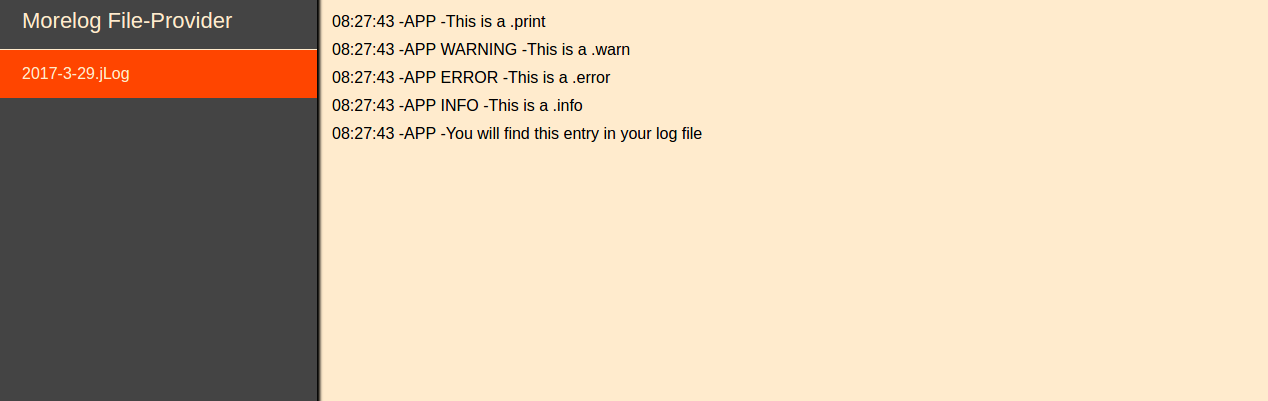 Morelog File-Provider
2017-3-29.jLog
08:27:43 -APP -This is a .print
08:27:43 -APP WARNING -This is a .warn
08:27:43 -APP ERROR -This is a .error
08:27:43 -APP INFO -This is a .info
08:27:43 -APP -You will find this entry in your log file